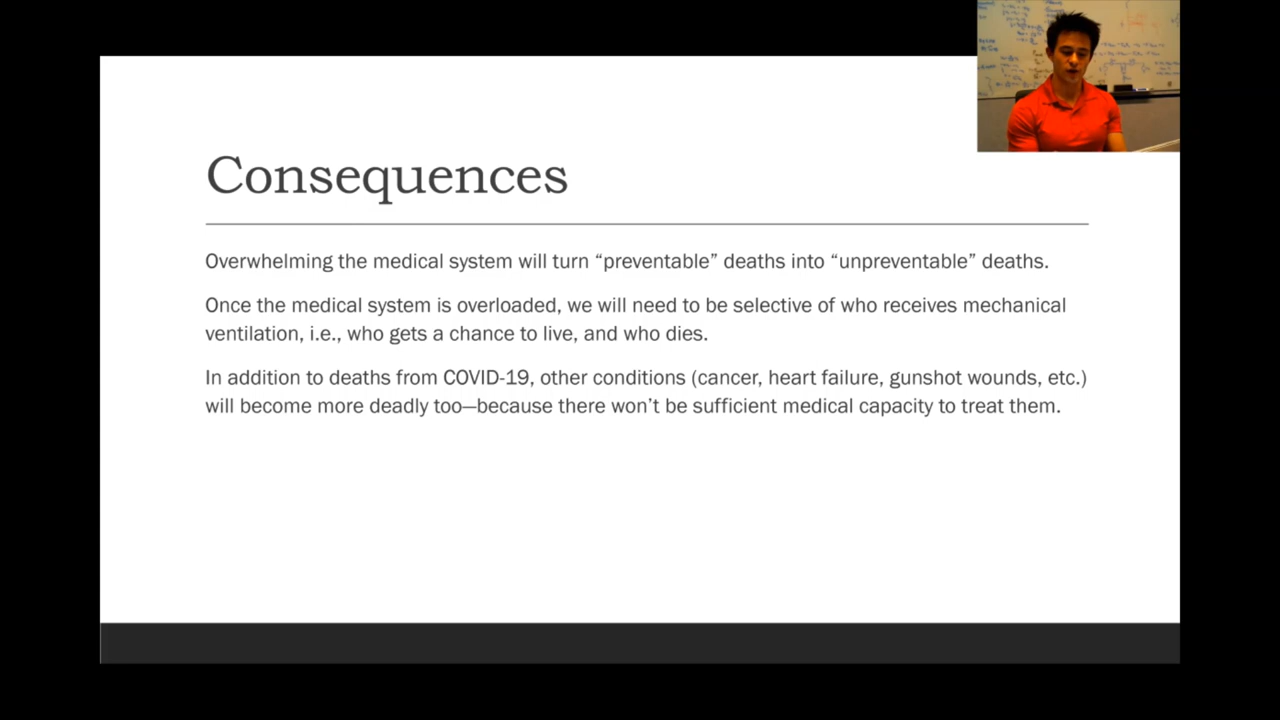 Consequences
Overwhelming the medical system will turn “preventable” deaths into “unpreventable” deaths.
Once the medical system is overloaded, we will need to be selective of who receives mechanical
ventilation, i.e., who gets a chance to live, and who dies.
In addition to deaths from COVID-19, other conditions (cancer, heart failure, gunshot wounds, etc.)
will become more deadly too—because there won’t be sufficient medical capacity to treat them.